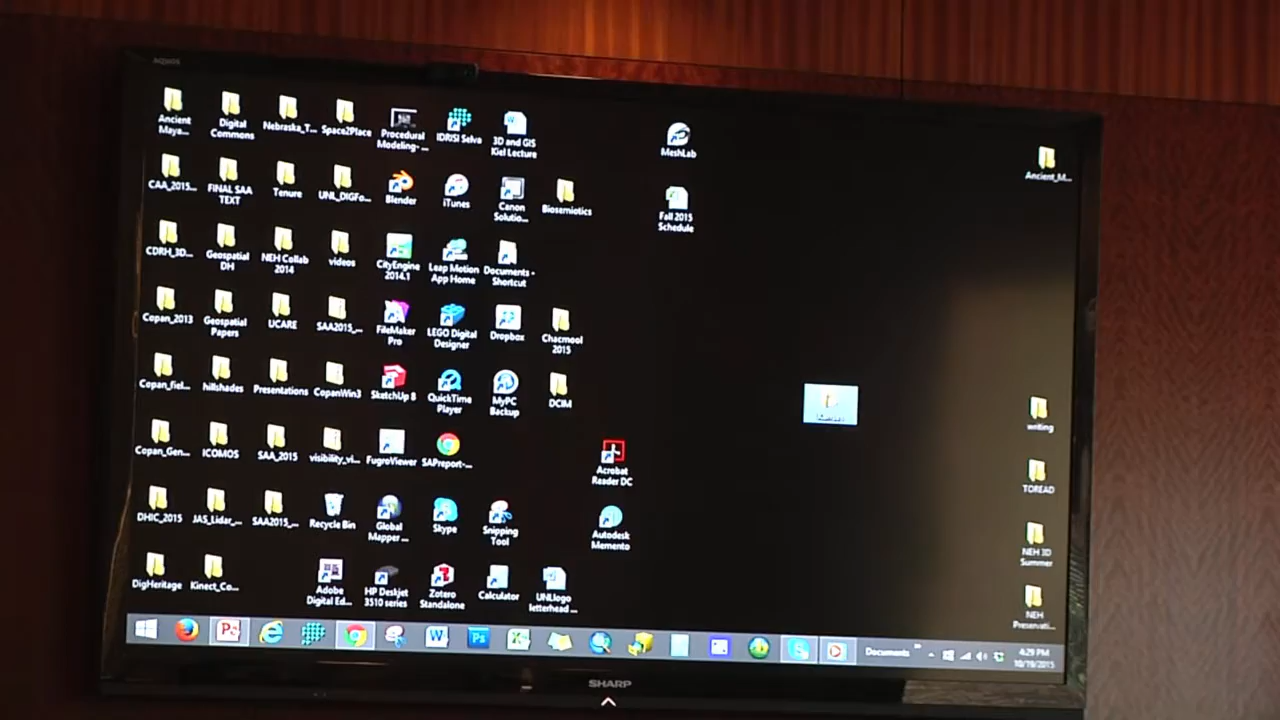 AQUOS
Ancient
Maya...
Digital
Commons
Nebraska_T...
Space2Place
Procedural
Modeling- ...
IDRISI Selva
3D and GIS
Kiel Lecture
MeshLab
Ancient_M...
CAA_2015...
FINAL SAA
TEXT
Tenure
UNL_DIGFo...
Blender
iTunes
Canon
Solutio...
Biosemiotics
Fall 2015
Schedule
CDRH_3D...
Geospatial
DH
NEH Collab
2014
videos
CityEngine
2014.1
Leap Motion
App Home
Documents -
Shortcut
Copan_2013
Geospatial
Papers
UCARE
SAA2015_...
FileMaker
Pro
LEGO Digital
Designer
Dropbox
Chacmool
2015
Copan_fiel...
hillshades
Presentations
CopanWin3
SketchUp 8
QuickTime
Player
MyPC
Backup
DCIM
writing
Copan_Gen...
ICOMOS
SAA_2015
visibility_vi...
FugroViewer
SAPreport-...
Acrobat
Reader DC
TOREAD
DHIC_2015
JAS_Lidar_...
SAA2015_...
Recycle Bin
Global
Mapper ...
Skype
Snipping
Tool
Autodesk
Memento
NEH 3D
Summer
DigHeritage
Kinect_Co...
Adobe
Digital Ed...
HP Deskjet
3510 series
Zotero
Standalone
Calculator
UNLlogo
letterhead ...
NEH
Preservati...
Documents
4:29 PM
10/19/2015
SHARP